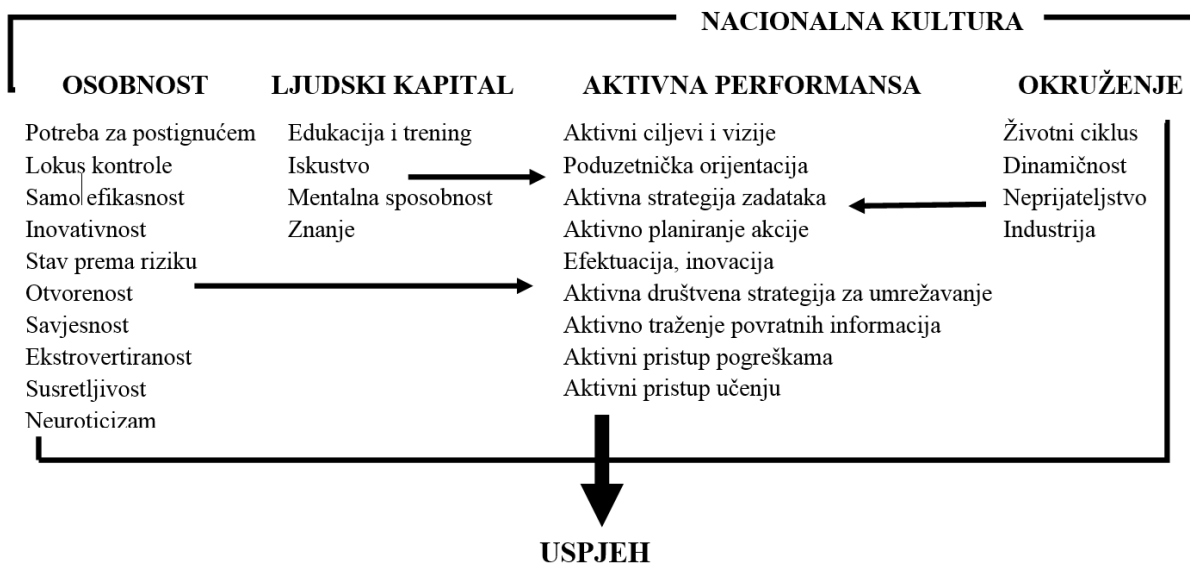 NACIONALNA KULTURA
OSOBNOST
Potreba za postignućem
Lokus kontrole
Samo efikasnost
Inovativnost
Stav prema riziku
Otvorenost
Savjesnost
Ekstrovertiranost
Susretljivost
Neuroticizam
LJUDSKI KAPITAL
Edukacija i trening
Iskustvo
Mentalna sposobnost
Znanje
AKTIVNA PERFORMANSA
Aktivni ciljevi i vizije
Poduzetnička orijentacija
Aktivna strategija zadataka
Aktivno planiranje akcije
Efektuacija, inovacija
Aktivna društvena strategija za umrežavanje
Aktivno traženje povratnih informacija
Aktivni pristup pogreškama
Aktivni pristup učenju
OKRUŽENJE
Životni ciklus
Dinamičnost
Neprijateljstvo
Industrija
USPJEH